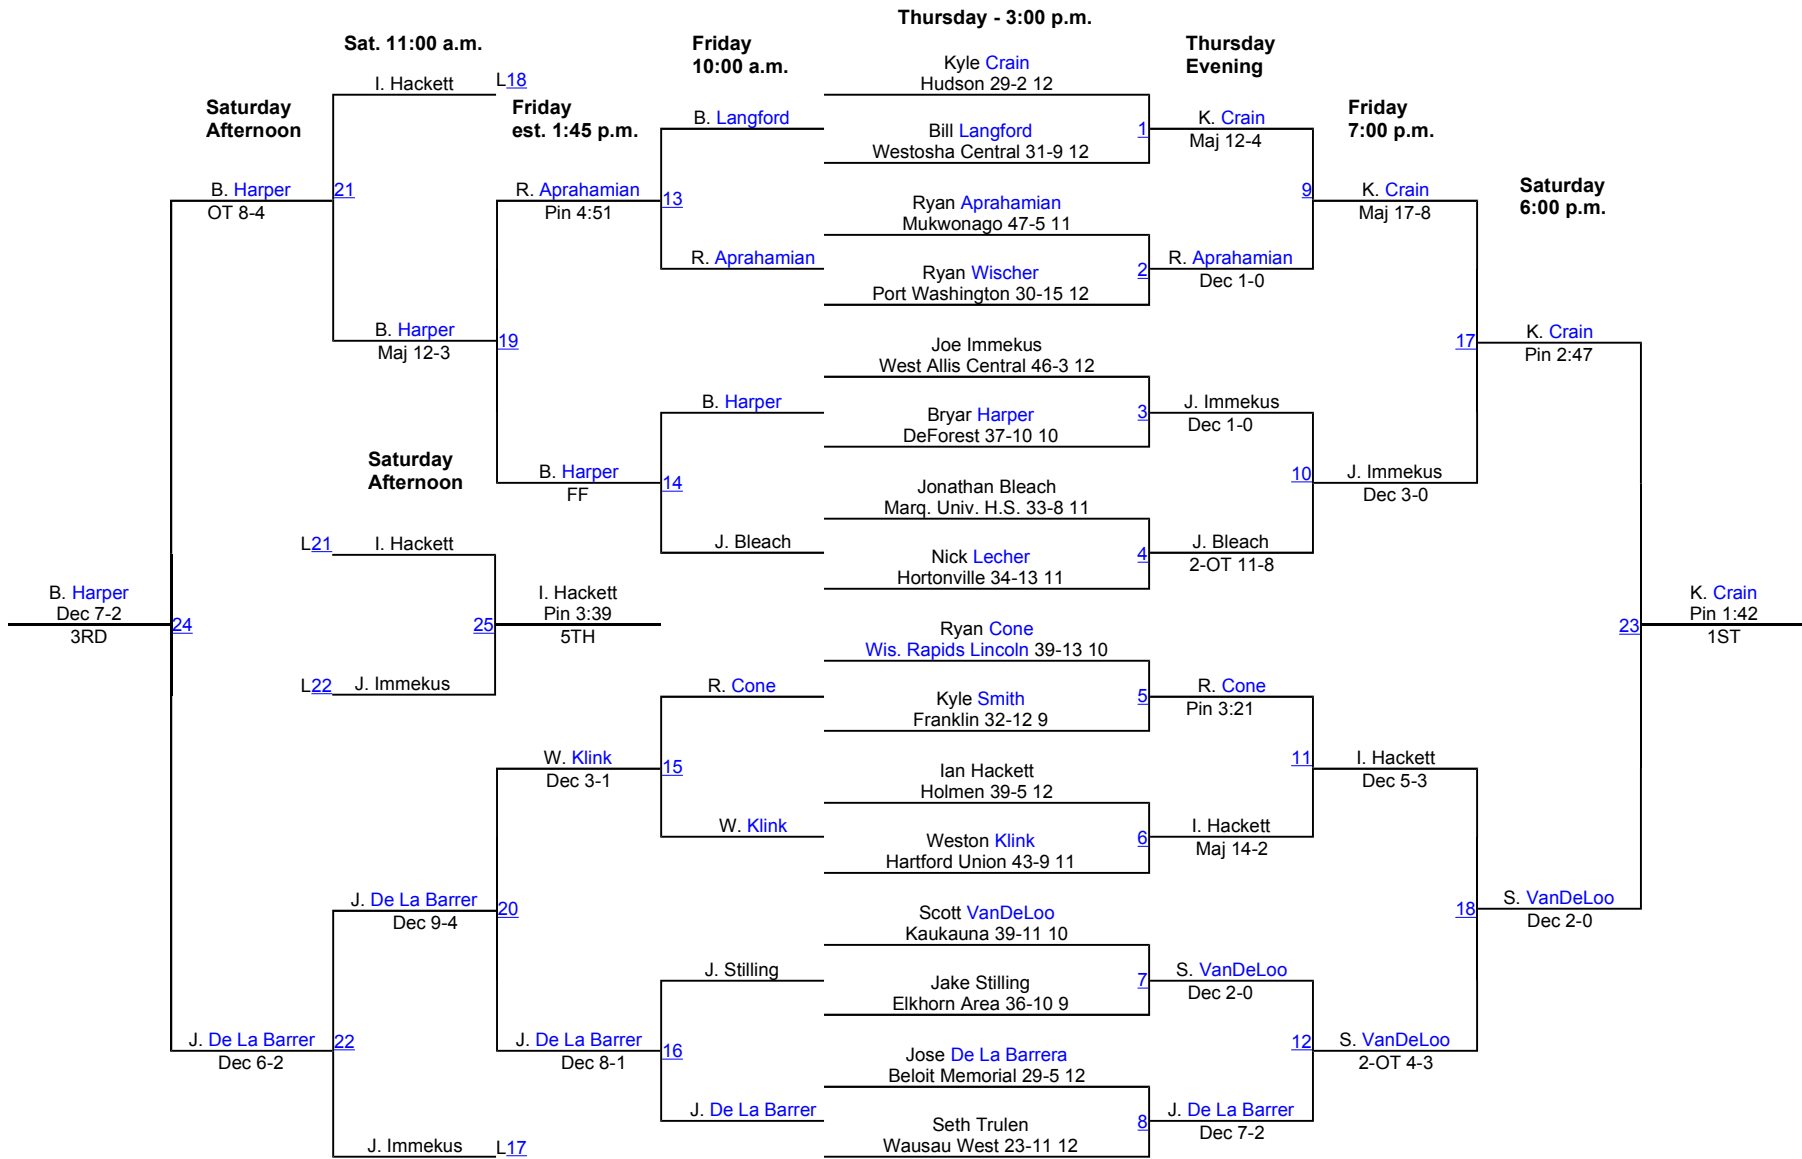 Thursday - 3:00 p.m.
Sat. 11:00 a.m.
Friday
10:00 a.m.
Thursday
Evening
Saturday
Afternoon
Friday
est. 1:45 p.m.
Friday
7:00 p.m.
Saturday
6:00 p.m.
Saturday
Afternoon
I. Hackett L18
B. Harper 21
OT 8-4
B. Harper 19
Maj 12-3
R. Aprahamian 13
Pin 4:51
B. Harper 14
FF
B. Langford
R. Aprahamian
B. Harper
J. Bleach
L21 I. Hackett
L22 J. Immekus
25
I. Hackett
Pin 3:39
5TH
B. Harper
Dec 7-2
3RD
24
R. Cone
W. Klink
J. Stilling
J. De La Barrer
W. Klink 15
Dec 3-1
J. De La Barrer 16
Dec 8-1
J. De La Barrer 20
Dec 9-4
J. De La Barrer 22
Dec 6-2
J. Immekus L17
Kyle Crain
Hudson 29-2 12
Bill Langford 1
Westosha Central 31-9 12
Ryan Aprahamian
Mukwonago 47-5 11
Ryan Wischer 2
Port Washington 30-15 12
Joe Immekus
West Allis Central 46-3 12
Bryar Harper 3
DeForest 37-10 10
Jonathan Bleach
Marq. Univ. H.S. 33-8 11
Nick Lecher 4
Hortonville 34-13 11
Ryan Cone
Wis. Rapids Lincoln 39-13 10
Kyle Smith 5
Franklin 32-12 9
Ian Hackett
Holmen 39-5 12
Weston Klink 6
Hartford Union 43-9 11
Scott VanDeLoo
Kaukauna 39-11 10
Jake Stilling 7
Elkhorn Area 36-10 9
Jose De La Barrera
Beloit Memorial 29-5 12
Seth Trulen 8
Wausau West 23-11 12
K. Crain
Maj 12-4
9
R. Aprahamian
Dec 1-0
J. Immekus
Dec 1-0
10
J. Bleach
2-OT 11-8
R. Cone
Pin 3:21
11
I. Hackett
Maj 14-2
S. VanDeLoo
Dec 2-0
12
J. De La Barrer
Dec 7-2
K. Crain
Maj 17-8
17
J. Immekus
Dec 3-0
I. Hackett
Dec 5-3
18
S. VanDeLoo
2-OT 4-3
K. Crain
Pin 2:47
23
S. VanDeLoo
Dec 2-0
K. Crain
Pin 1:42
1ST